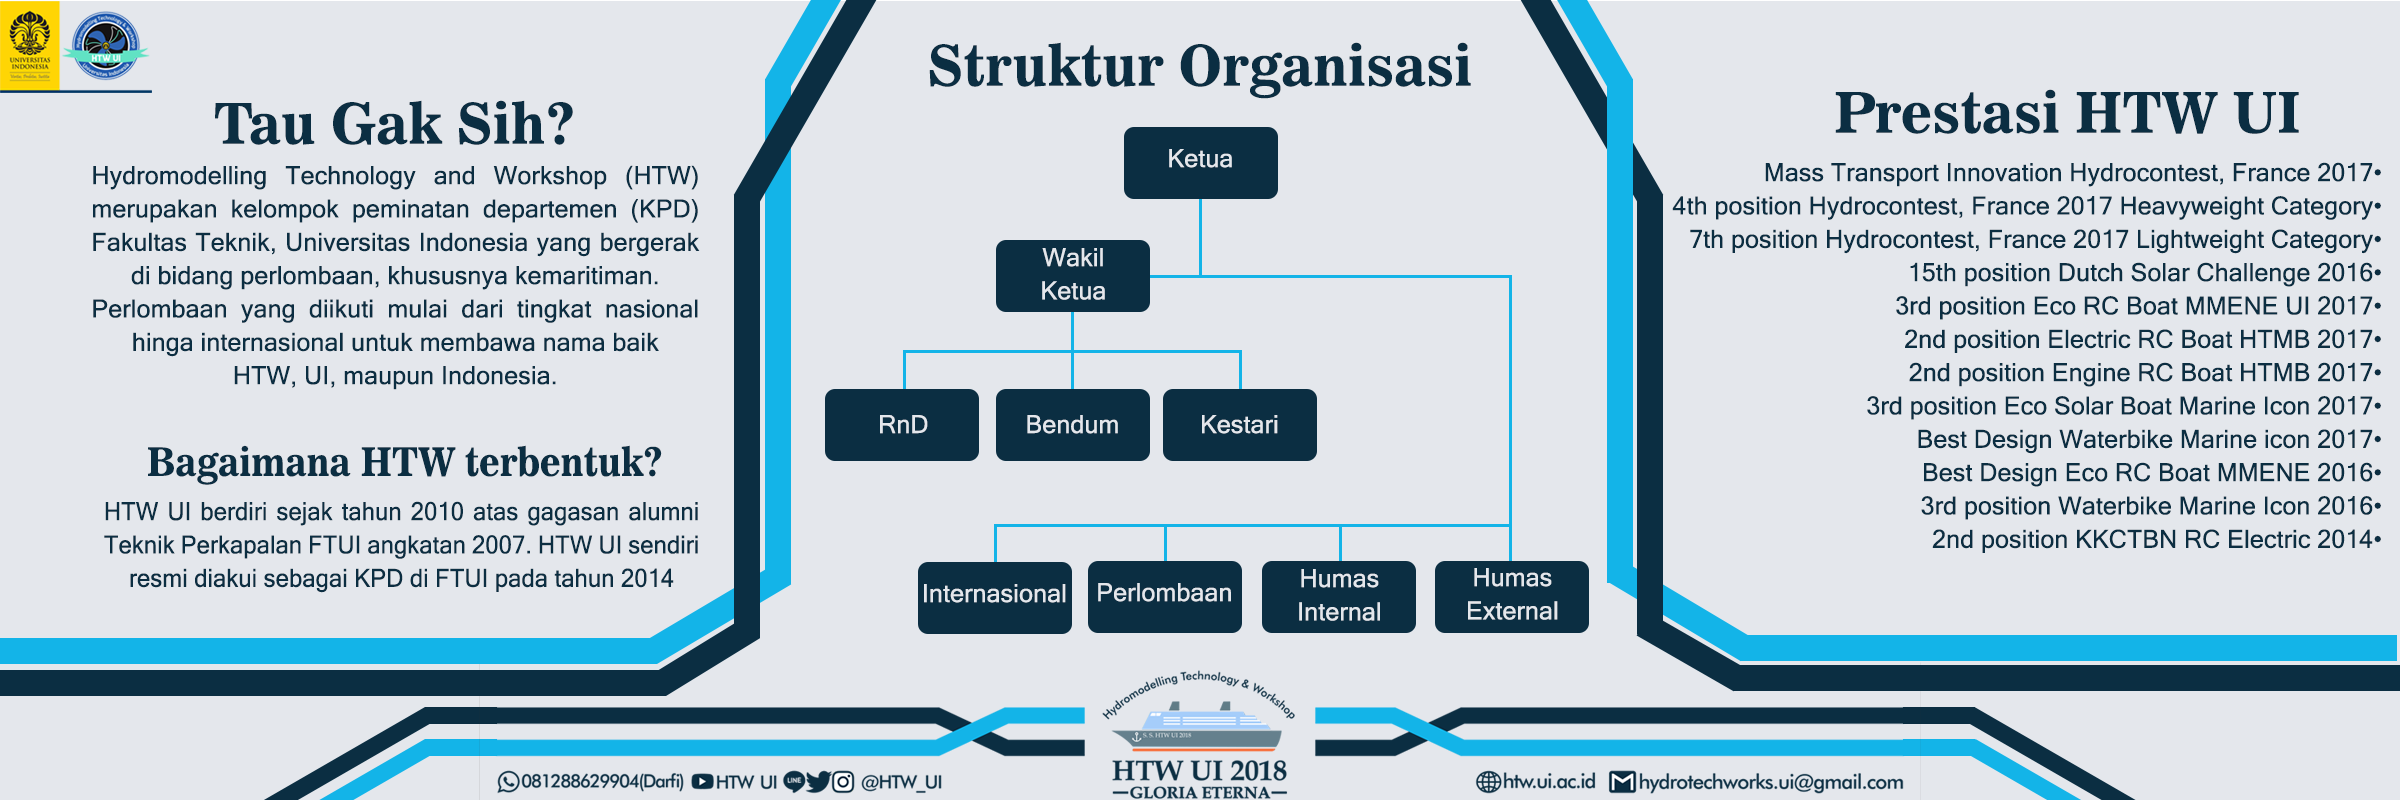 UNIVERSITAS
INDONESIA
Hydromodelling Technology & Workshop
HTW UI
Universitas Indonesia
Tau Gak Sih?
Hydromodelling Technology and Workshop (HTW)
merupakan kelompok peminatan departemen (KPD)
Fakultas Teknik, Universitas Indonesia yang bergerak
di bidang perlombaan, khususnya kemaritiman.
Perlombaan yang diikuti mulai dari tingkat nasional
hinga internasional untuk membawa nama baik
HTW, UI, maupun Indonesia.
Bagaimana HTW terbentuk?
HTW UI berdiri sejak tahun 2010 atas gagasan alumni
Teknik Perkapalan FTUI angkatan 2007. HTW UI sendiri
resmi diakui sebagai KPD di FTUI pada tahun 2014
Struktur Organisasi
Ketua
Wakil
Ketua
RnD
Bendum
Kestari
Internasional
Perlombaan
Humas
Internal
Humas
External
Prestasi HTW UI
Mass Transport Innovation Hydrocontest, France 2017•
4th position Hydrocontest, France 2017 Heavyweight Category•
7th position Hydrocontest, France 2017 Lightweight Category•
15th position Dutch Solar Challenge 2016•
3rd position Eco RC Boat MMENE UI 2017•
2nd position Electric RC Boat HTMB 2017•
2nd position Engine RC Boat HTMB 2017•
3rd position Eco Solar Boat Marine Icon 2017•
Best Design Waterbike Marine icon 2017•
Best Design Eco RC Boat MMENE 2016•
3rd position Waterbike Marine Icon 2016•
2nd position KKCTBN RC Electric 2014•
Hydromodelling Technology & Workshop
S. S. HTW UI 2018
HTW UI 2018
GLORIA ETERNA
081288629904(Darfi) HTW UI LINE @HTW_UI
htw.ui.ac.id hydrotechworks.ui@gmail.com